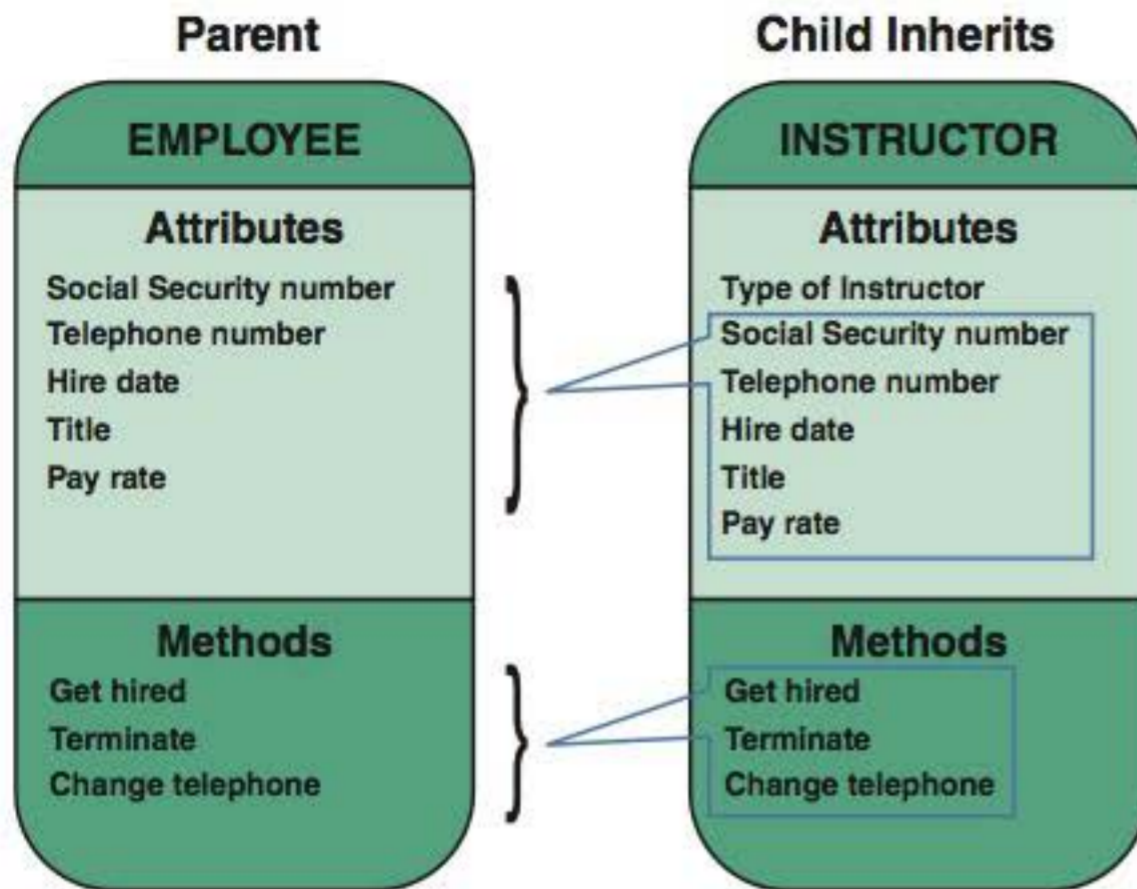 Parent
EMPLOYEE
Attributes
Social Security number
Telephone number
Hire date
Title
Pay rate
Methods
Get hired
Terminate
Change telephone
Child Inherits
INSTRUCTOR
Attributes
Type of Instructor
Social Security number
Telephone number
Hire date
Title
Pay rate
Methods
Get hired
Terminate
Change telephone